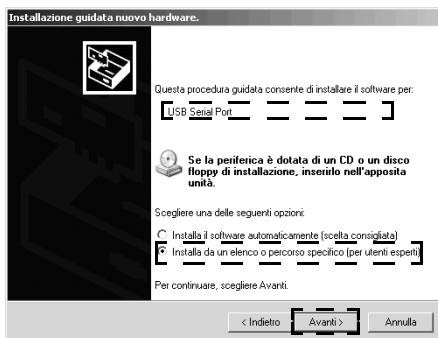 Installazione guidata nuovo hardware.
Questa procedura guidata consente di installare il software per:
USB Serial Port
Se la periferica è dotata di un CD o un disco
floppy di installazione, inserirlo nell'apposita
unità.
Scegliere una delle seguenti opzioni:
Installa il software automaticamente (scelta consigliata)
Installa da un elenco o percorso specifico (per utenti esperti)
Per continuare, scegliere Avanti.
< Indietro Avanti > Annulla